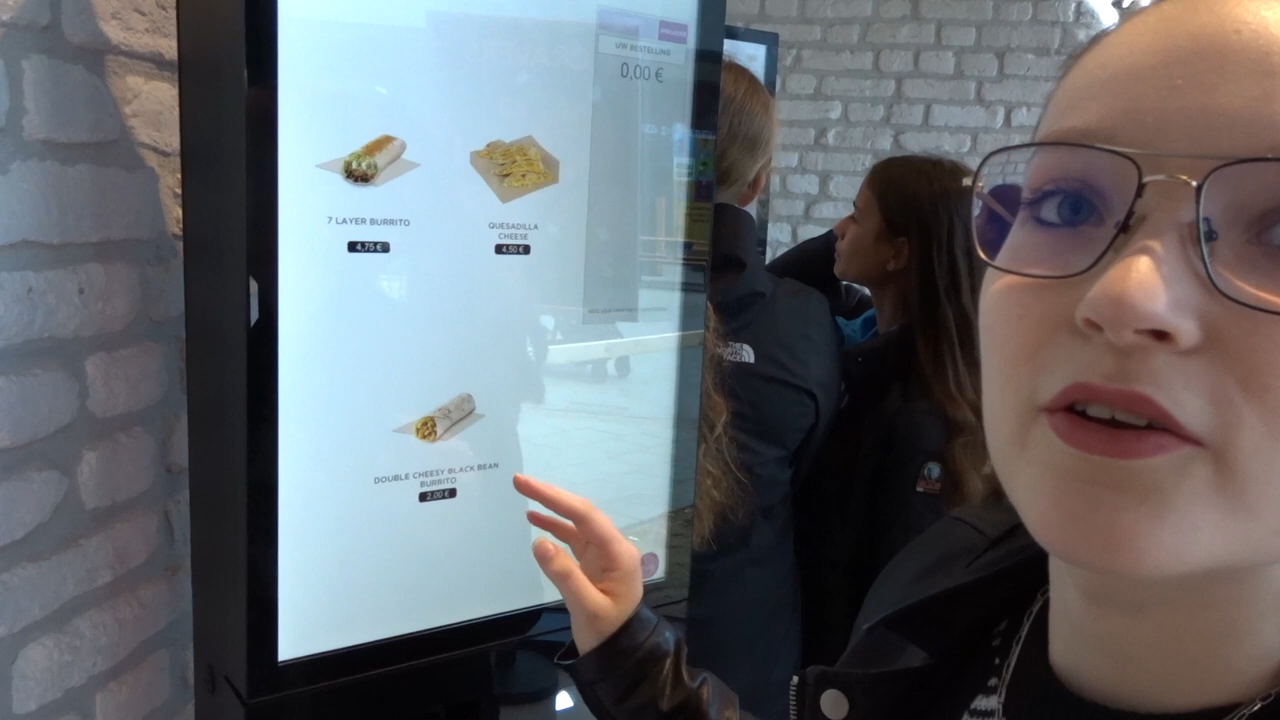 UW BESTELLING
0,00 €
7 LAYER BURRITO
4,75 €
QUESADILLA
CHEESE
4,50 €
DOUBLE CHEESY BLACK BEAN
BURRITO
2,00 €
THE
NORTH
FACE